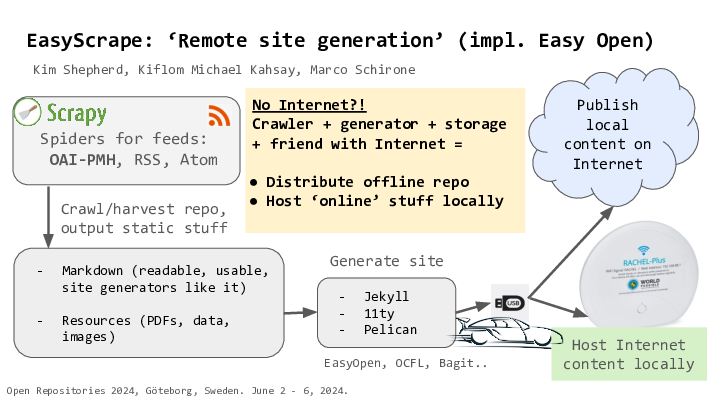 EasyScrape: ‘Remote site generation’ (impl. Easy Open)
Kim Shepherd, Kiflom Michael Kahsay, Marco Schirone
Scrapy
Spiders for feeds:
OAI-PMH, RSS, Atom
No Internet?!
Crawler + generator + storage
+ friend with Internet =
● Distribute offline repo
● Host ‘online’ stuff locally
Publish
local
content on
Internet
Crawl/harvest repo,
output static stuff
- Markdown (readable, usable,
site generators like it)
- Resources (PDFs, data,
images)
Generate site
- Jekyll
- 11ty
- Pelican
EasyOpen, OCFL, Bagit..
USB
RACHEL-Plus
WORLD
Host Internet
content locally
Open Repositories 2024, Göteborg, Sweden. June 2 - 6, 2024.